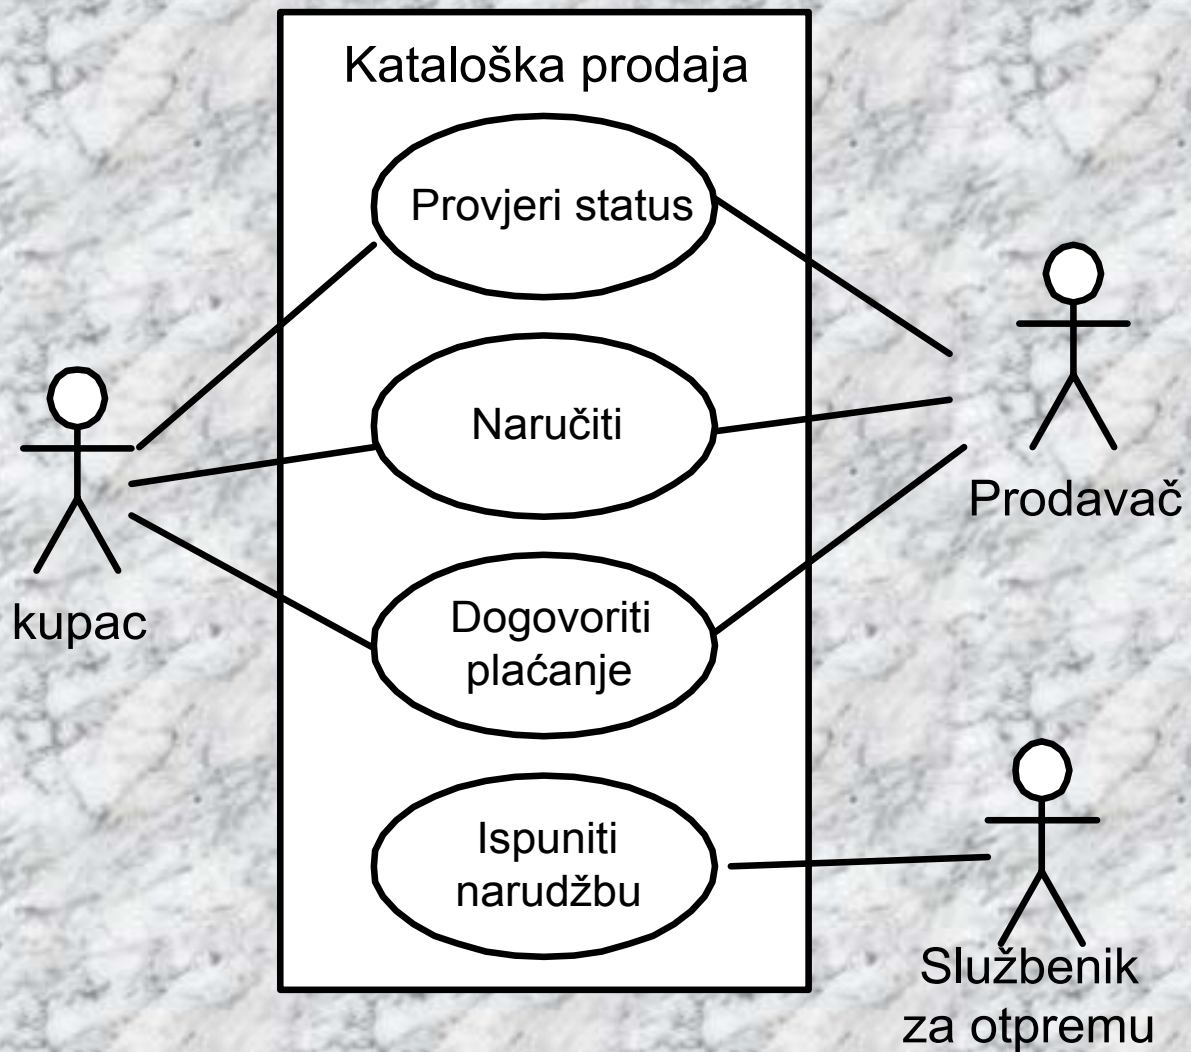 Kataloška prodaja
Provjeri status
Naručiti
Dogovoriti
plaćanje
Ispuniti
narudžbu
kupac
Prodavač
Službenik
za otpremu